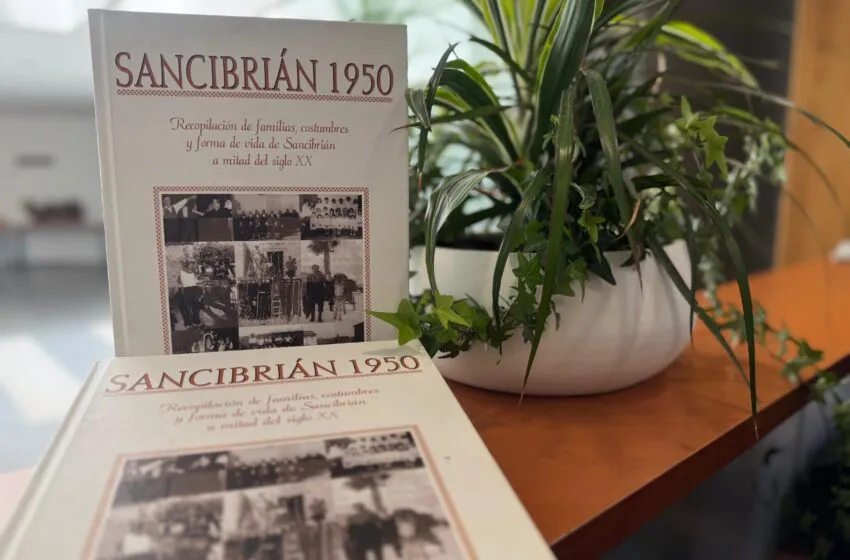 SANCIBRIÁN 1950
Recopilación de familias, costumbres
y forma de vida de Sancibrián
a mitad del siglo XX
SANCIBRIÁN 1950
Recopilación de familias, costumbres
y forma de vida de Sancibrián
a mitad del siglo XX